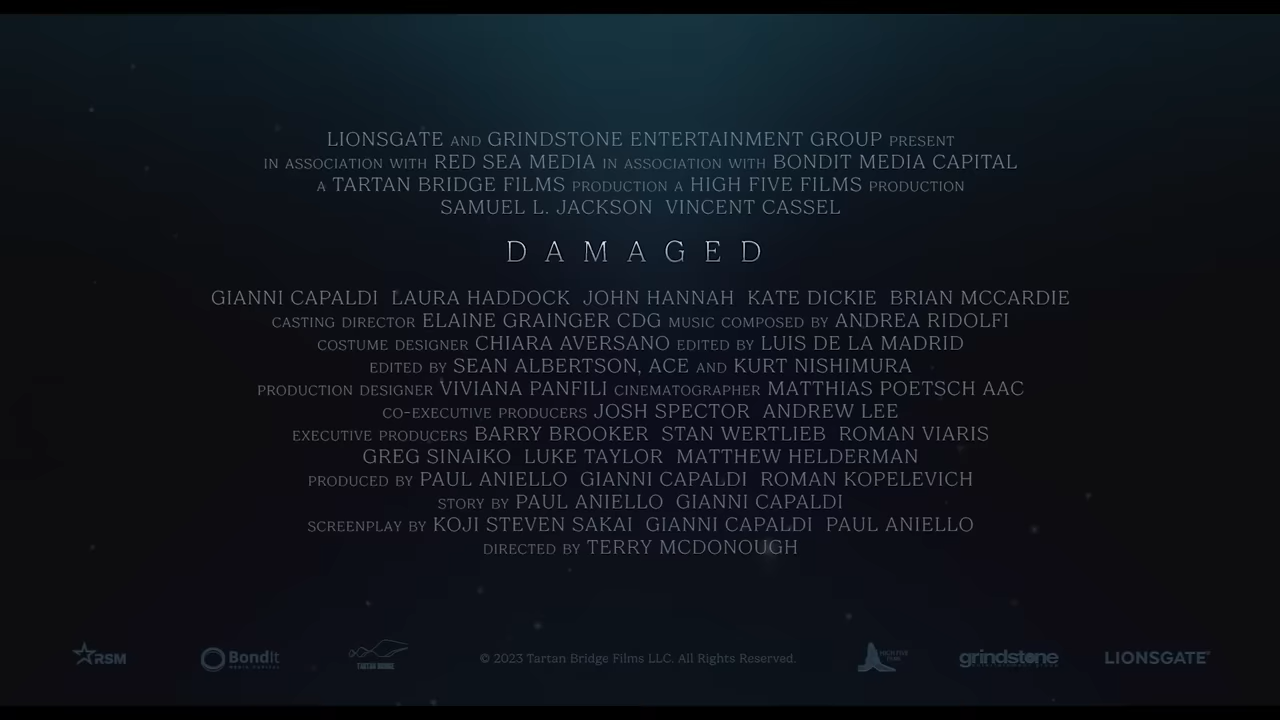 LIONSGATE AND GRINDSTONE ENTERTAINMENT GROUP PRESENT
IN ASSOCIATION WITH RED SEA MEDIA IN ASSOCIATION WITH BONDIT MEDIA CAPITAL
A TARTAN BRIDGE FILMS PRODUCTION A HIGH FIVE FILMS PRODUCTION
SAMUEL L. JACKSON VINCENT CASSEL
DAMAGED
GIANNI CAPALDI LAURA HADDOCK JOHN HANNAH KATE DICKIE BRIAN MCCARDIE
CASTING DIRECTOR ELAINE GRAINGER CDG MUSIC COMPOSED BY ANDREA RIDOLFI
COSTUME DESIGNER CHIARA AVERSANO EDITED BY LUIS DE LA MADRID
EDITED BY SEAN ALBERTSON, ACE AND KURT NISHIMURA
PRODUCTION DESIGNER VIVIANA PANFILI CINEMATOGRAPHER MATTHIAS POETSCH AAC
CO-EXECUTIVE PRODUCERS JOSH SPECTOR ANDREW LEE
EXECUTIVE PRODUCERS BARRY BROOKER STAN WERTLIEB ROMAN VIARIS
GREG SINAIKO LUKE TAYLOR MATTHEW HELDERMAN
PRODUCED BY PAUL ANIELLO GIANNI CAPALDI ROMAN KOPELEVICH
STORY BY PAUL ANIELLO GIANNI CAPALDI
SCREENPLAY BY KOJI STEVEN SAKAI GIANNI CAPALDI PAUL ANIELLO
DIRECTED BY TERRY MCDONOUGH
RSM
BondIt
MEDIA CAPITAL
TARTAN BRIDGE
© 2023 Tartan Bridge Films LLC. All Rights Reserved.
HIGH FIVE
FILMS
grindstone
LIONSGATE